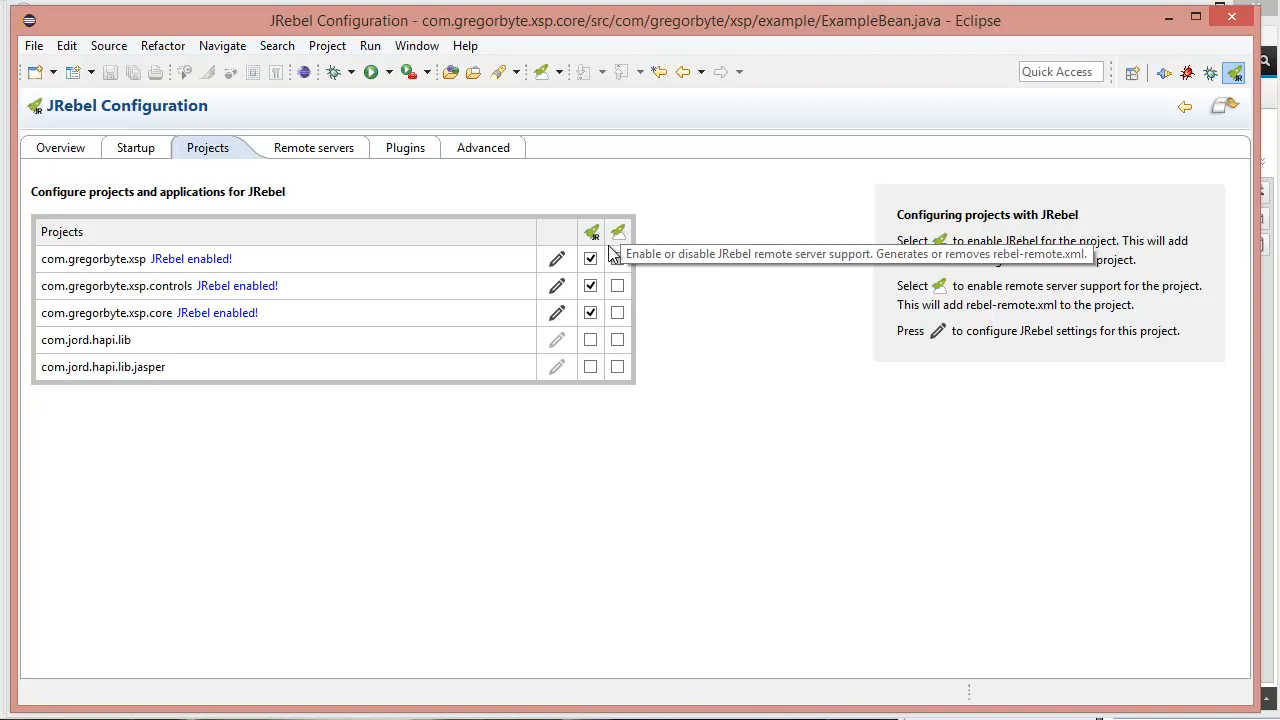 JRebel Configuration - com.gregorbyte.xsp.core/src/com/gregorbyte/xsp/example/ExampleBean.java - Eclipse
File Edit Source Refactor Navigate Search Project Run Window Help
Quick Access
JRebel Configuration
Overview Startup Projects Remote servers Plugins Advanced
Configure projects and applications for JRebel
Projects
com.gregorbyte.xsp JRebel enabled!
com.gregorbyte.xsp.controls JRebel enabled!
com.gregorbyte.xsp.core JRebel enabled!
com.jord.hapi.lib
com.jord.hapi.lib.jasper
Enable or disable JRebel remote server support. Generates or removes rebel-remote.xml.
Configuring projects with JRebel
Select to enable JRebel for the project. This will add
project.
Select to enable remote server support for the project.
This will add rebel-remote.xml to the project.
Press to configure JRebel settings for this project.